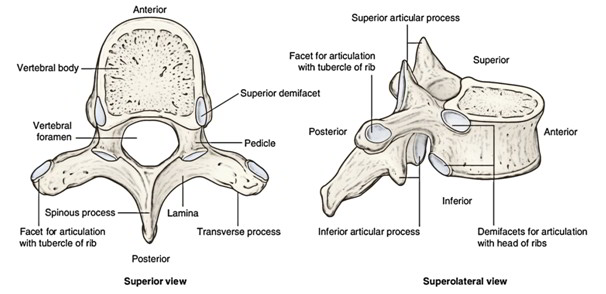 Anterior
Vertebral body
Superior demifacet
Vertebral
foramen
Pedicle
Spinous process
Lamina
Facet for articulation
with tubercle of rib
Transverse process
Posterior
Superior view
Superior articular process
Facet for articulation
with tubercle of rib
Superior
Posterior
Anterior
Inferior
Inferior articular process
Demifacets for articulation
with head of ribs
Superolateral view